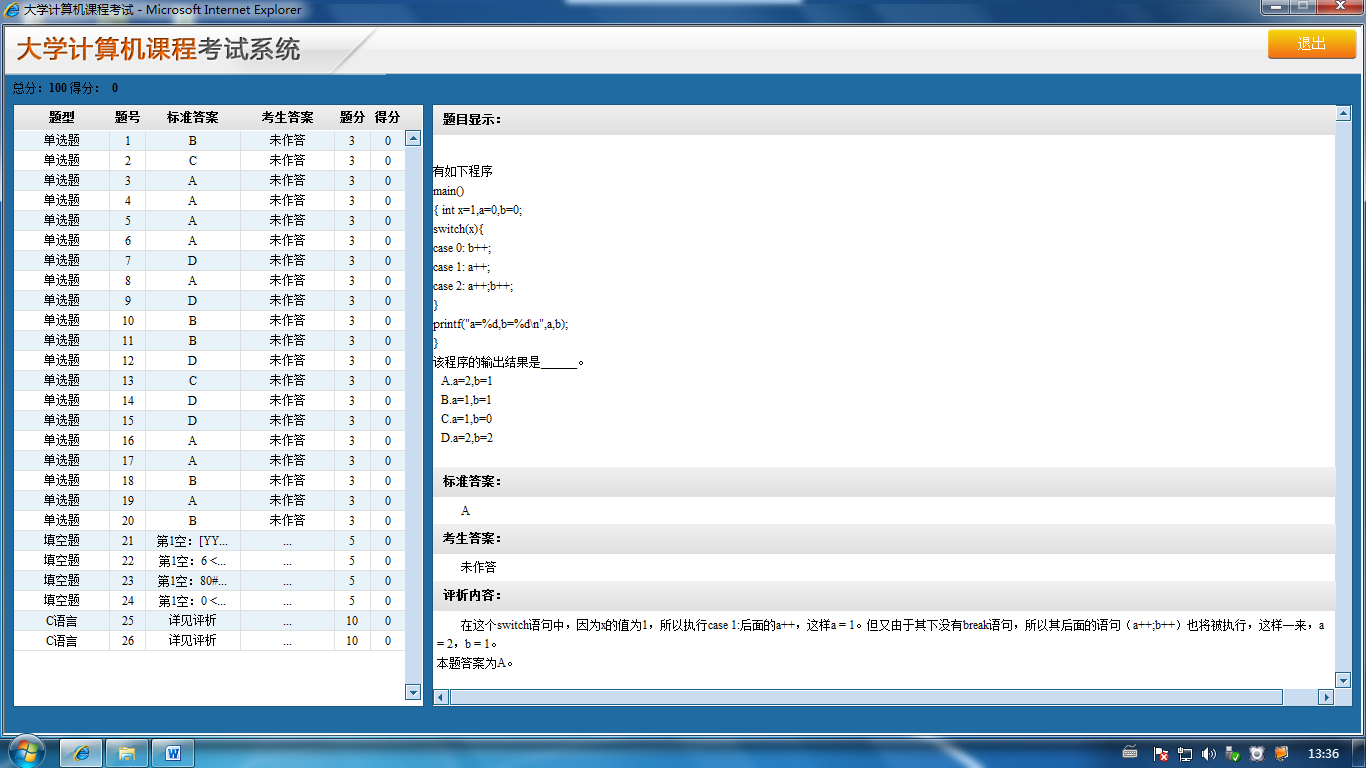 大学计算机课程考试 - Microsoft Internet Explorer
大学计算机课程考试系统
退出
总分：100 得分： 0
题型 题号 标准答案 考生答案 题分 得分
单选题 1 B 未作答 3 0
单选题 2 C 未作答 3 0
单选题 3 A 未作答 3 0
单选题 4 A 未作答 3 0
单选题 5 A 未作答 3 0
单选题 6 A 未作答 3 0
单选题 7 D 未作答 3 0
单选题 8 A 未作答 3 0
单选题 9 D 未作答 3 0
单选题 10 B 未作答 3 0
单选题 11 B 未作答 3 0
单选题 12 D 未作答 3 0
单选题 13 C 未作答 3 0
单选题 14 D 未作答 3 0
单选题 15 D 未作答 3 0
单选题 16 A 未作答 3 0
单选题 17 A 未作答 3 0
单选题 18 B 未作答 3 0
单选题 19 A 未作答 3 0
单选题 20 B 未作答 3 0
填空题 21 第1空：[YY... ... 5 0
填空题 22 第1空：6 <... ... 5 0
填空题 23 第1空：80#... ... 5 0
填空题 24 第1空：0 <... ... 5 0
C语言 25 详见评析 ... 10 0
C语言 26 详见评析 ... 10 0
题目显示：
有如下程序
main()
{ int x=1,a=0,b=0;
switch(x){
case 0: b++;
case 1: a++;
case 2: a++;b++;
}
printf("a=%d,b=%d\n",a,b);
}
该程序的输出结果是______。
A.a=2,b=1
B.a=1,b=1
C.a=1,b=0
D.a=2,b=2
标准答案：
A
考生答案：
未作答
评析内容：
在这个switch语句中，因为x的值为1，所以执行case 1:后面的a++，这样a = 1。但又由于其下没有break语句，所以其后面的语句（a++;b++）也将被执行，这样一来，a
= 2，b = 1。
本题答案为A。
13:36